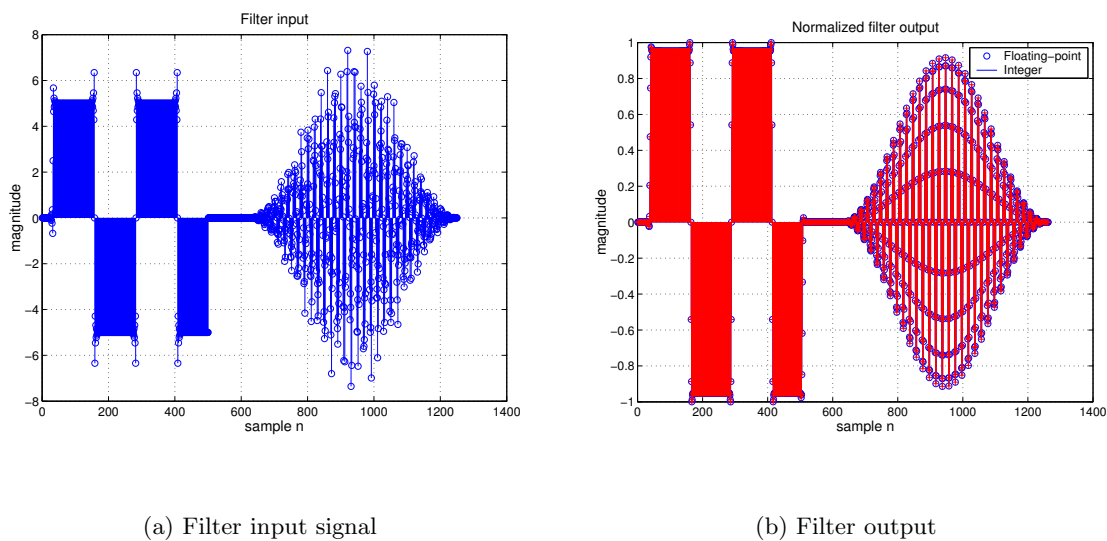 Filter input
8
6
4
2
0
−2
−4
−6
−8
magnitude
0 200 400 600 800 1000 1200 1400
sample n
(a) Filter input signal
Normalized filter output
1
0.8
0.6
0.4
0.2
0
−0.2
−0.4
−0.6
−0.8
−1
magnitude
Floating−point
Integer
0 200 400 600 800 1000 1200 1400
sample n
(b) Filter output